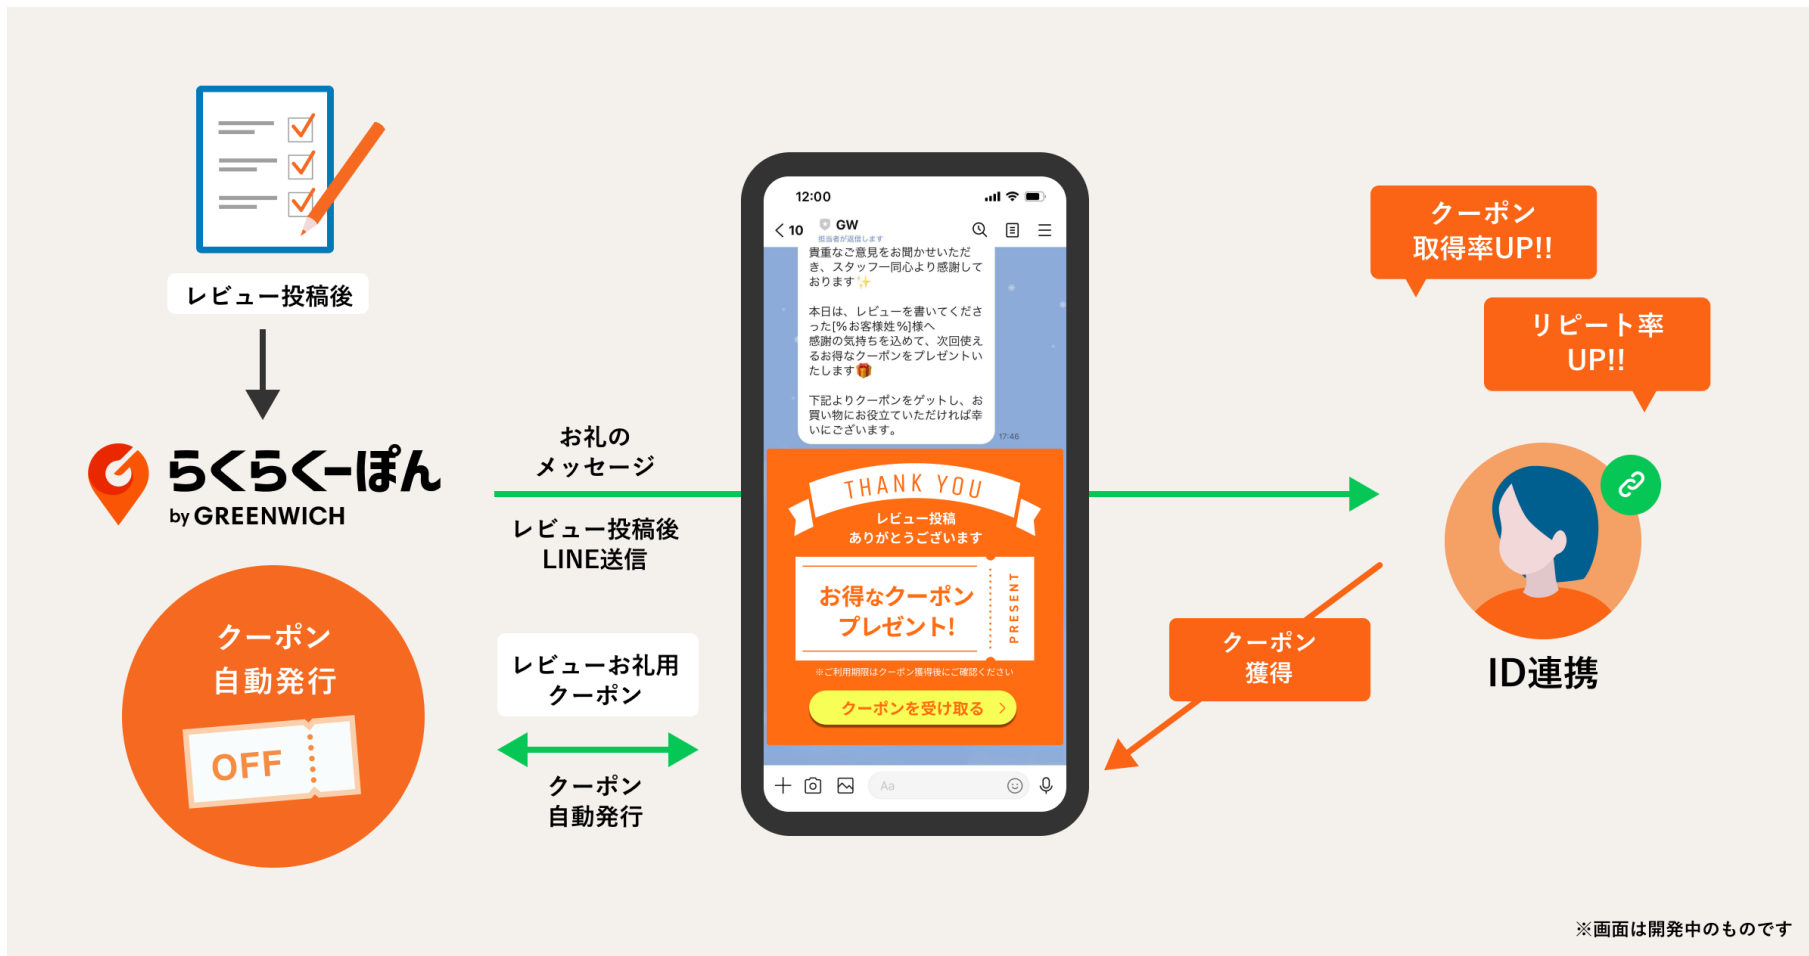 レビュー投稿後
らくらくーぽん
by GREENWICH
クーポン
自動発行
OFF
お礼の
メッセージ
レビュー投稿後
LINE送信
レビューお礼用
クーポン
クーポン
自動発行
12:00
10
GW
担当者が返信します
貴重なご意見をお聞かせいただ
き、スタッフ一同心より感謝して
おります✨
本日は、レビューを書いてくださ
った[%お客様姓%]様へ
感謝の気持ちを込めて、次回使え
るお得なクーポンをプレゼントい
たします🎁
下記よりクーポンをゲットし、お
買い物にお役立ていただければ幸
いにございます。
17:46
THANK YOU
レビュー投稿
ありがとうございます
お得なクーポン
プレゼント!
PRESENT
※ご利用期限はクーポン獲得後にご確認ください
クーポンを受け取る
Aa
クーポン
取得率UP!!
リピート率
UP!!
ID連携
クーポン
獲得
※画面は開発中のものです